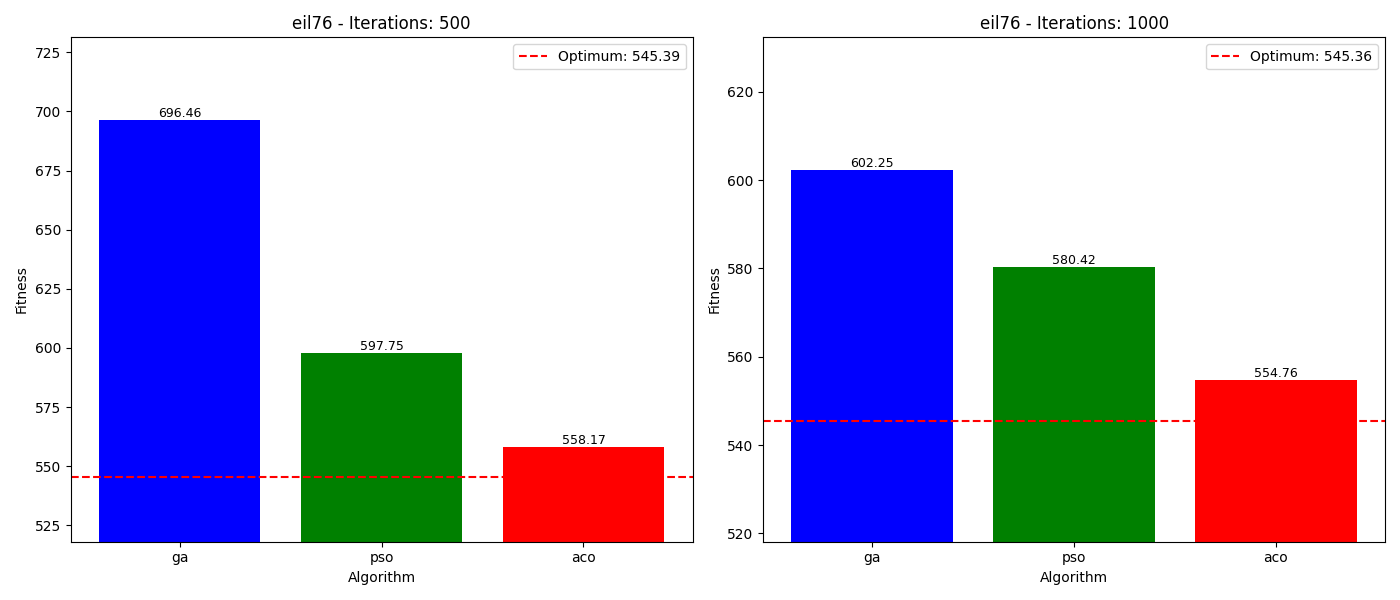 eil76 - Iterations: 500
Optimum: 545.39
725
700
675
650
625
600
575
550
525
Fitness
696.46
597.75
558.17
ga
pso
aco
Algorithm
eil76 - Iterations: 1000
Optimum: 545.36
620
600
580
560
540
520
Fitness
602.25
580.42
554.76
ga
pso
aco
Algorithm